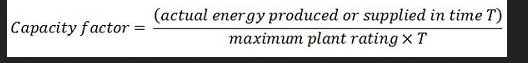 Capacity factor = (actual energy produced or supplied in time T) / maximum plant rating × T